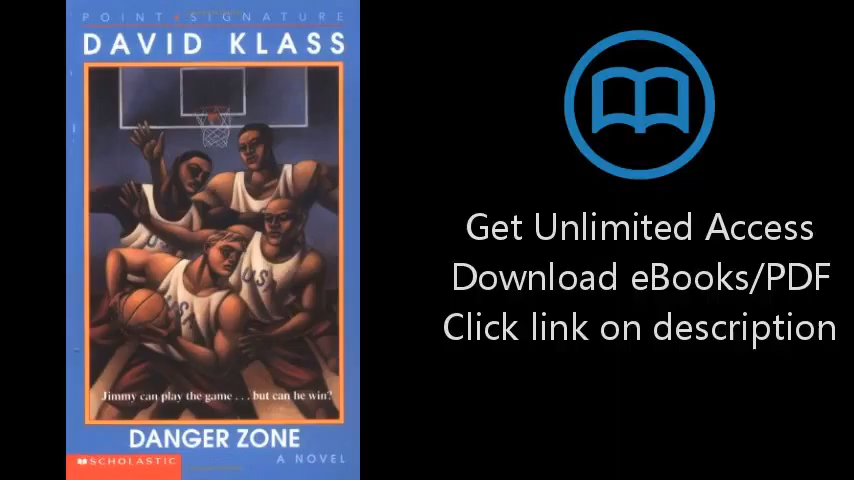 POINT SIGNATURE
DAVID KLASS
USA
USA
USA
Jimmy can play the game . . . but can he win?
DANGER ZONE
SCHOLASTIC
A NOVEL
Get Unlimited Access
Download eBooks/PDF
Click link on description